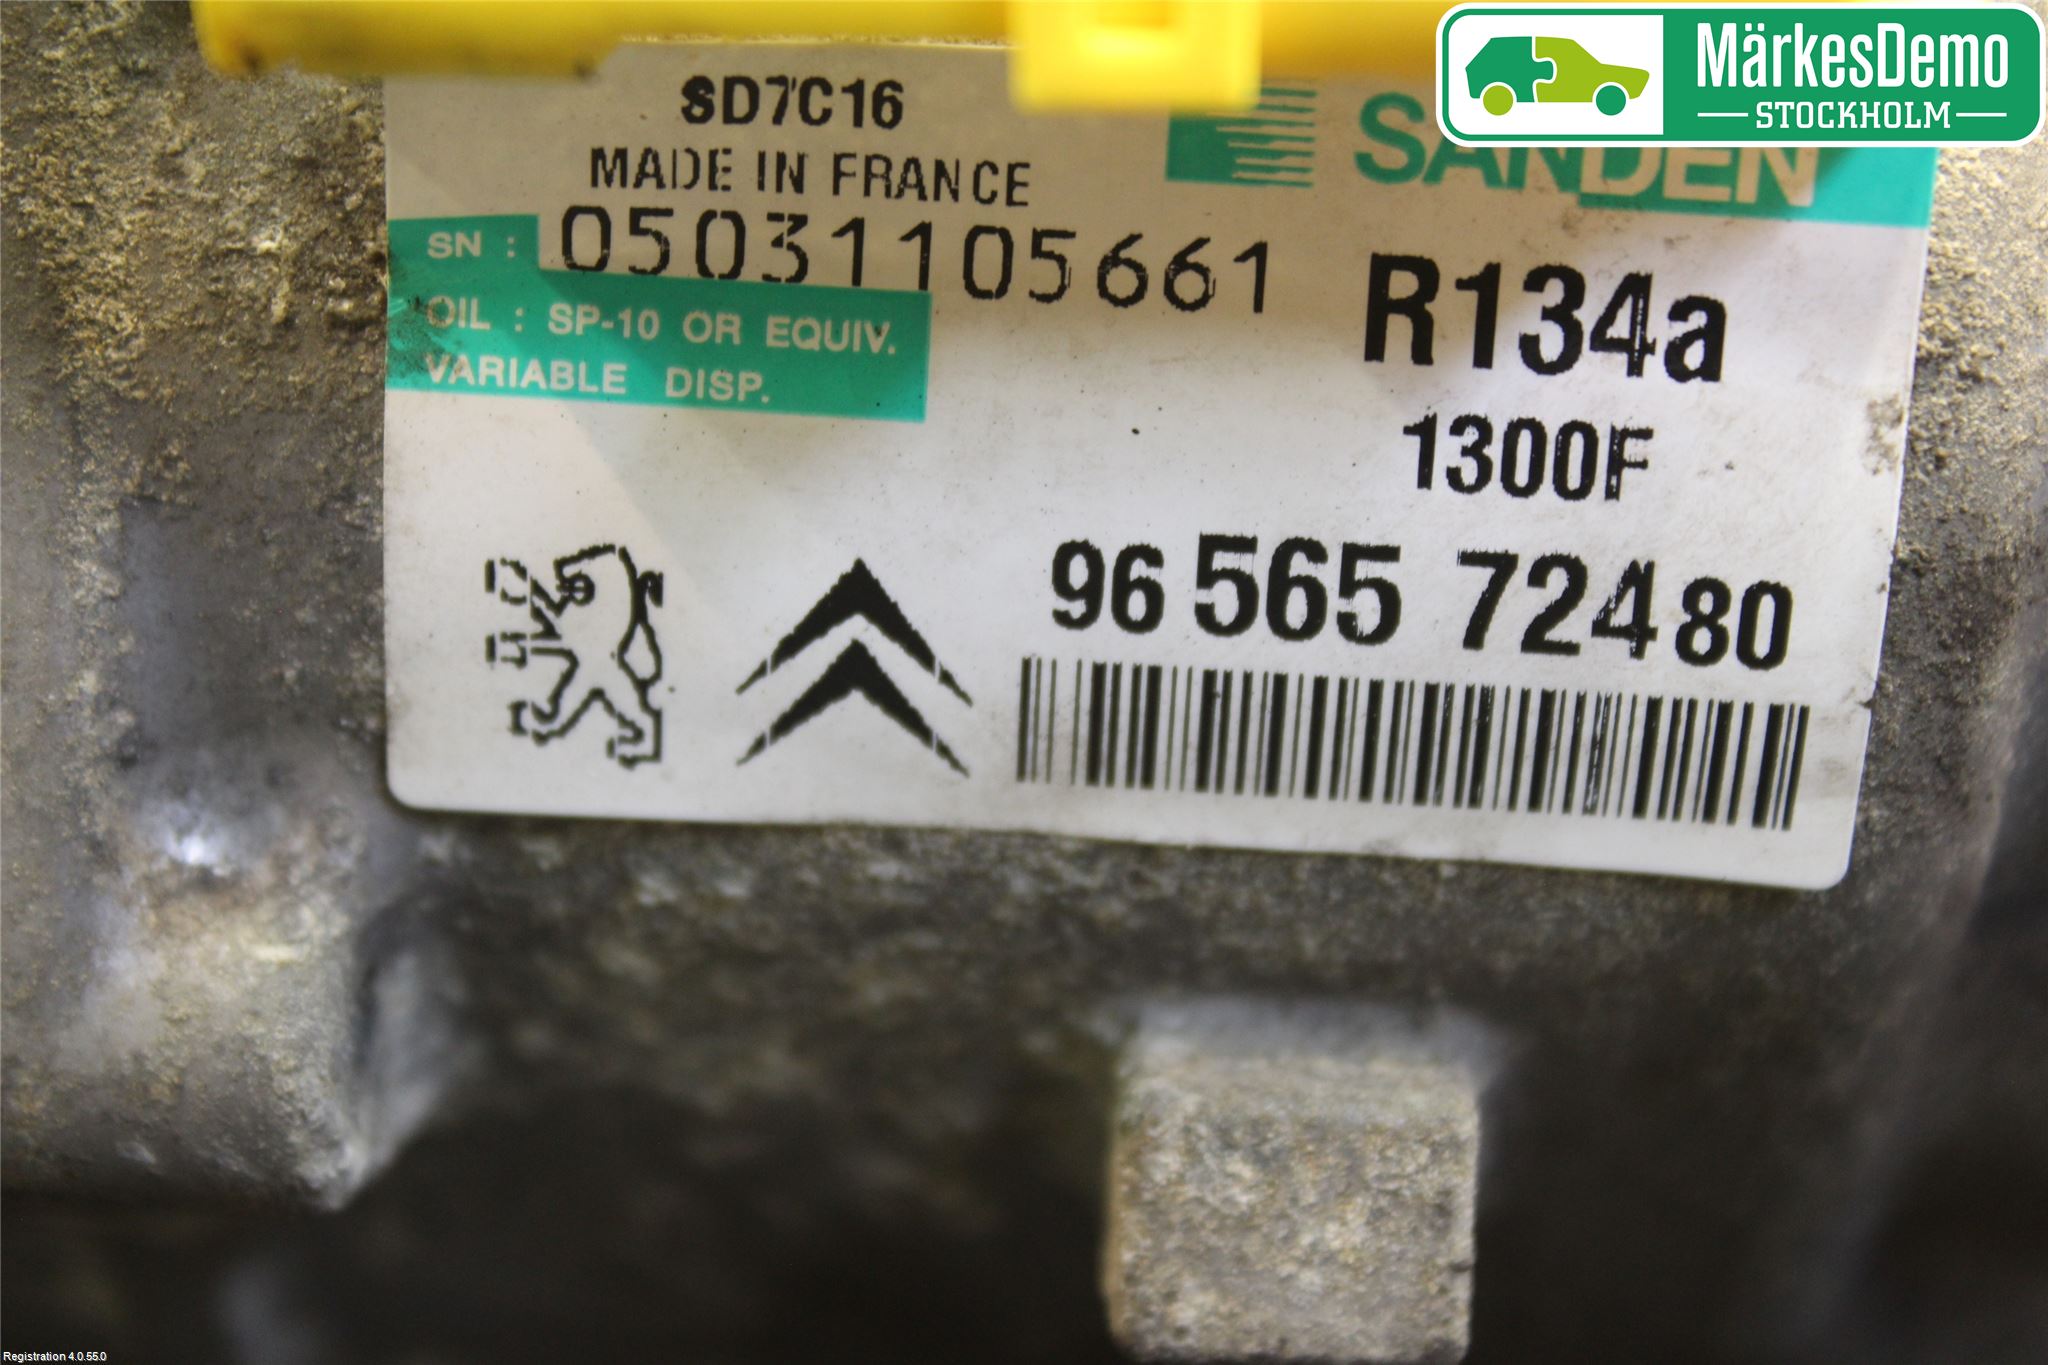 MärkesDemo
STOCKHOLM
SD7C16
SANDEN
MADE IN FRANCE
SN : 05031105661
OIL : SP-10 OR EQUIV.
VARIABLE DISP.
R134a
1300F
96 565 724 80
Registration 4.0.55.0